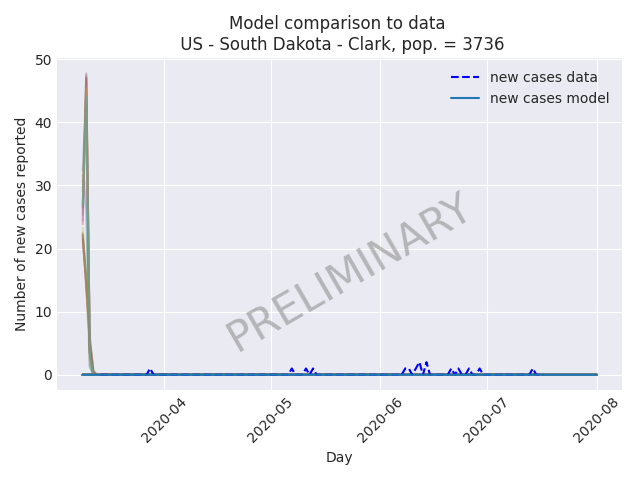 Model comparison to data
US - South Dakota - Clark, pop. = 3736
new cases data
new cases model
Number of new cases reported
50
40
30
20
10
0
PRELIMINARY
2020-04
2020-05
2020-06
2020-07
2020-08
Day